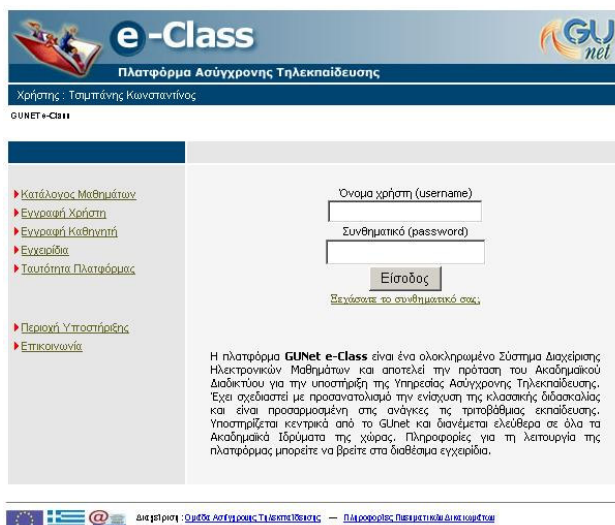 e-Class
GU
net
Πλατφόρμα Ασύγχρονης Τηλεκπαίδευσης
Χρήστης : Τσιμπάνης Κωνσταντίνος
GUNET e-Class
Κατάλογος Μαθημάτων
Εγγραφή Χρήστη
Εγγραφή Καθηγητή
Εγχειρίδια
Ταυτότητα Πλατφόρμας
Περιοχή Υποστήριξης
Επικοινωνία
Όνομα χρήστη (username)
Συνθηματικό (password)
Είσοδος
Ξεχάσατε το συνθηματικό σας;
Η πλατφόρμα GUNet e-Class είναι ένα ολοκληρωμένο Σύστημα Διαχείρισης
Ηλεκτρονικών Μαθημάτων και αποτελεί την πρόταση του Ακαδημαϊκού
Διαδικτύου για την υποστήριξη της Υπηρεσίας Ασύγχρονης Τηλεκπαίδευσης.
Έχει σχεδιαστεί με προσανατολισμό την ενίσχυση της κλασσικής διδασκαλίας
και είναι προσαρμοσμένη στις ανάγκες τις τριτοβάθμιας εκπαίδευσης.
Υποστηρίζεται κεντρικά από το GUnet και διανέμεται ελεύθερα σε όλα τα
Ακαδημαϊκά Ιδρύματα της χώρας. Πληροφορίες για τη λειτουργία της
πλατφόρμας μπορείτε να βρείτε στα διαθέσιμα εγχειρίδια.
Διαχείριση : Ομάδα Ασύγχρονης Τηλεκπαίδευσης — Πληροφορίες Πνευματικών Δικαιωμάτων